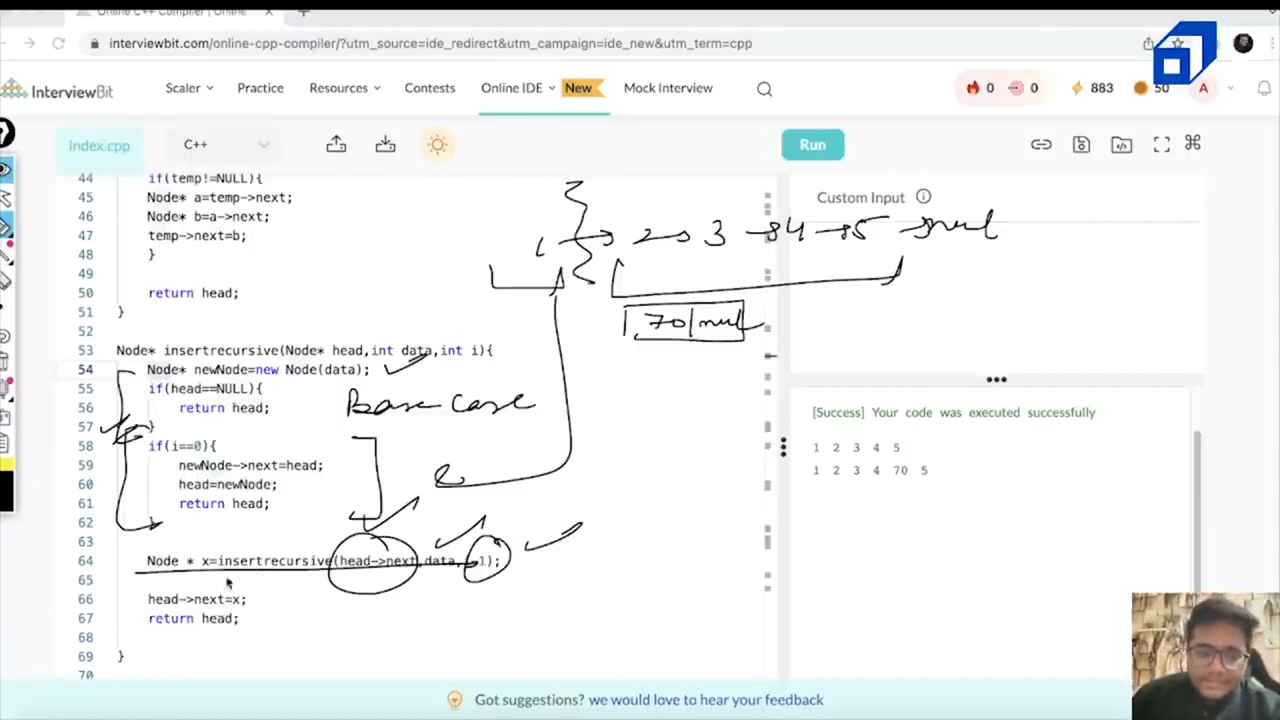 Online C++ Compiler | Online
interviewbit.com/online-cpp-compiler/?utm_source=ide_redirect&utm_campaign=ide_new&utm_term=cpp
InterviewBit
Scaler
Practice
Resources
Contests
Online IDE
New
Mock Interview
0
0
883
50
A
index.cpp
C++
Run
Custom Input
44 if(temp!=NULL){
45 Node* a=temp->next;
46 Node* b=a->next;
47 temp->next=b;
48 }
49
50 return head;
51 }
52
53 Node* insertrecursive(Node* head,int data,int i){
54 Node* newNode=new Node(data);
55 if(head==NULL){
56 return head;
57 }
58 if(i==0){
59 newNode->next=head;
60 head=newNode;
61 return head;
62 }
63
64 Node * x=insertrecursive(head->next,data, 1);
65
66 head->next=x;
67 return head;
68
69 }
70
1 → 2 → 3 → 4 → 5 → null
70|null
Base case
[Success] Your code was executed successfully
1 2 3 4 5
1 2 3 4 70 5
Got suggestions? we would love to hear your feedback